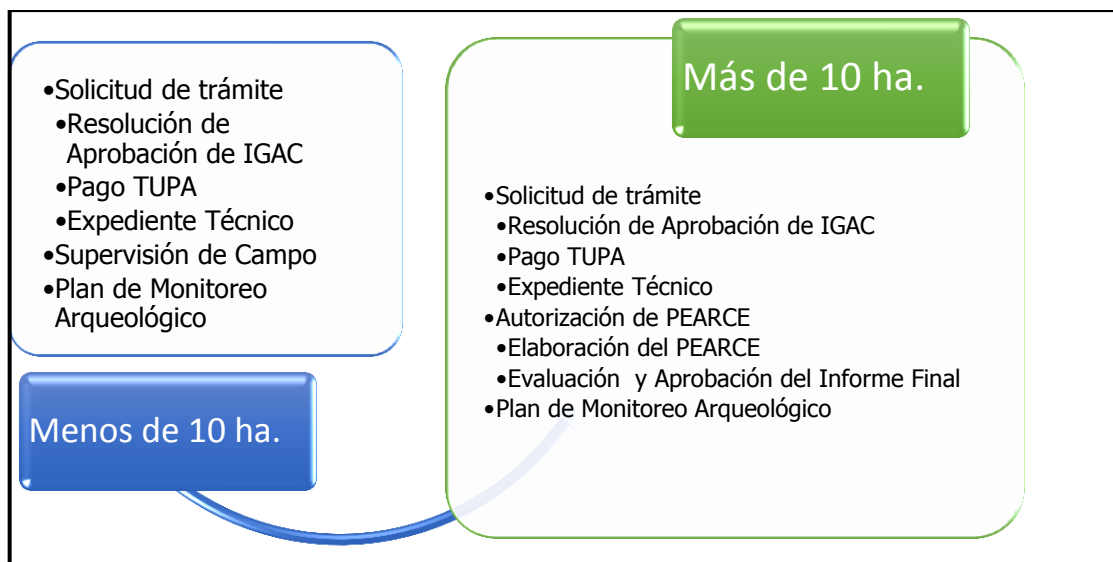 •Solicitud de trámite
•Resolución de
Aprobación de IGAC
•Pago TUPA
•Expediente Técnico
•Supervisión de Campo
•Plan de Monitoreo
Arqueológico
Menos de 10 ha.
Más de 10 ha.
•Solicitud de trámite
•Resolución de Aprobación de IGAC
•Pago TUPA
•Expediente Técnico
•Autorización de PEARCE
•Elaboración del PEARCE
•Evaluación y Aprobación del Informe Final
•Plan de Monitoreo Arqueológico